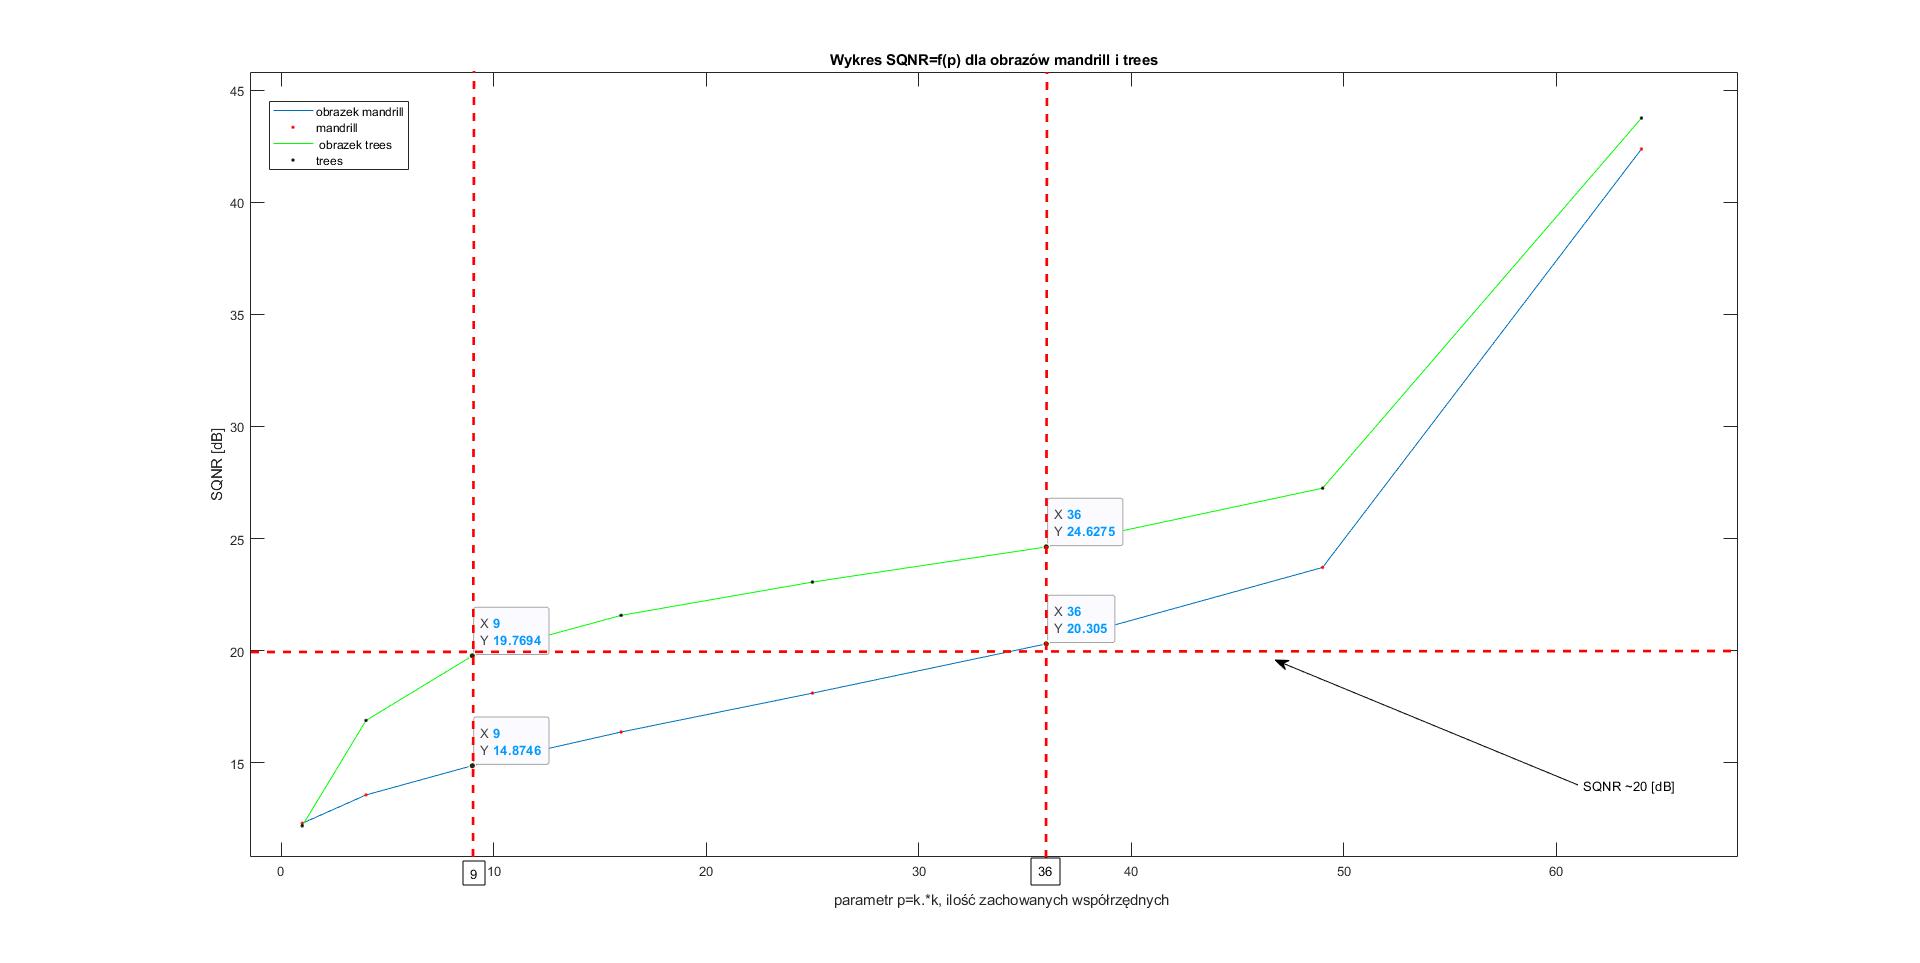 Wykres SQNR=f(p) dla obrazów mandrill i trees
45
40
35
30
25
20
15
SQNR [dB]
obrazek mandrill
mandrill
obrazek trees
trees
X 36
Y 24.6275
X 36
Y 20.305
X 9
Y 19.7694
X 9
Y 14.8746
SQNR ~20 [dB]
0 9 10 20 30 36 40 50 60
parametr p=k.*k, ilość zachowanych współrzędnych